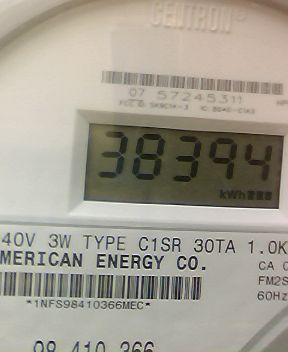 CENTRON®
07 57245311
38394
kWh
40V 3W TYPE C1SR 30TA 1.0K
MERICAN ENERGY CO.
CA 0
FM2S
60Hz
*1NFS98410366MEC*
98 410 366